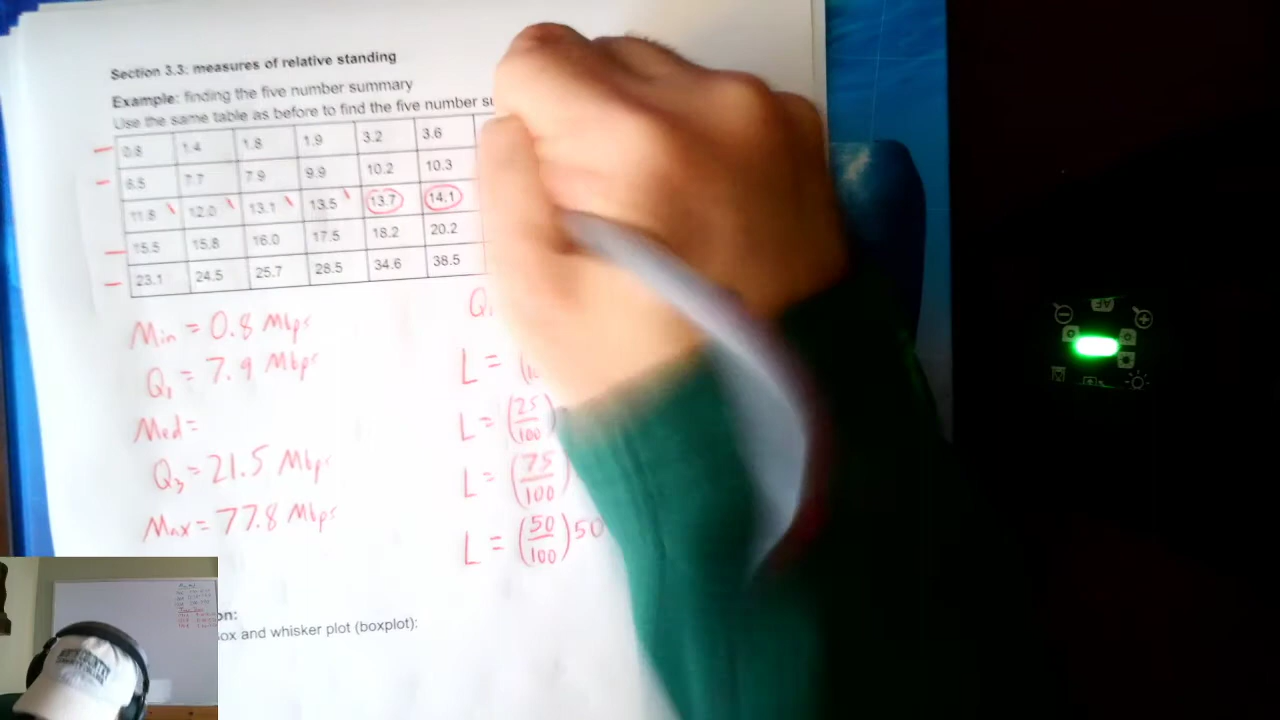 Section 3.3: measures of relative standing
Example: finding the five number summary
Use the same table as before to find the five number su
0.8 1.4 1.8 1.9 3.2 3.6
6.5 7.7 7.9 9.9 10.2 10.3
11.8 12.0 13.1 13.5 13.7 14.1
15.5 15.8 16.0 17.5 18.2 20.2
23.1 24.5 25.7 28.5 34.6 38.5
Min = 0.8 Mbps
Q₁ = 7.9 Mbps
Med =
Q₃ = 21.5 Mbps
Max = 77.8 Mbps
L =
L = (25/100)
L = (75/100)
L = (50/100)50
on:
ox and whisker plot (boxplot):
AF